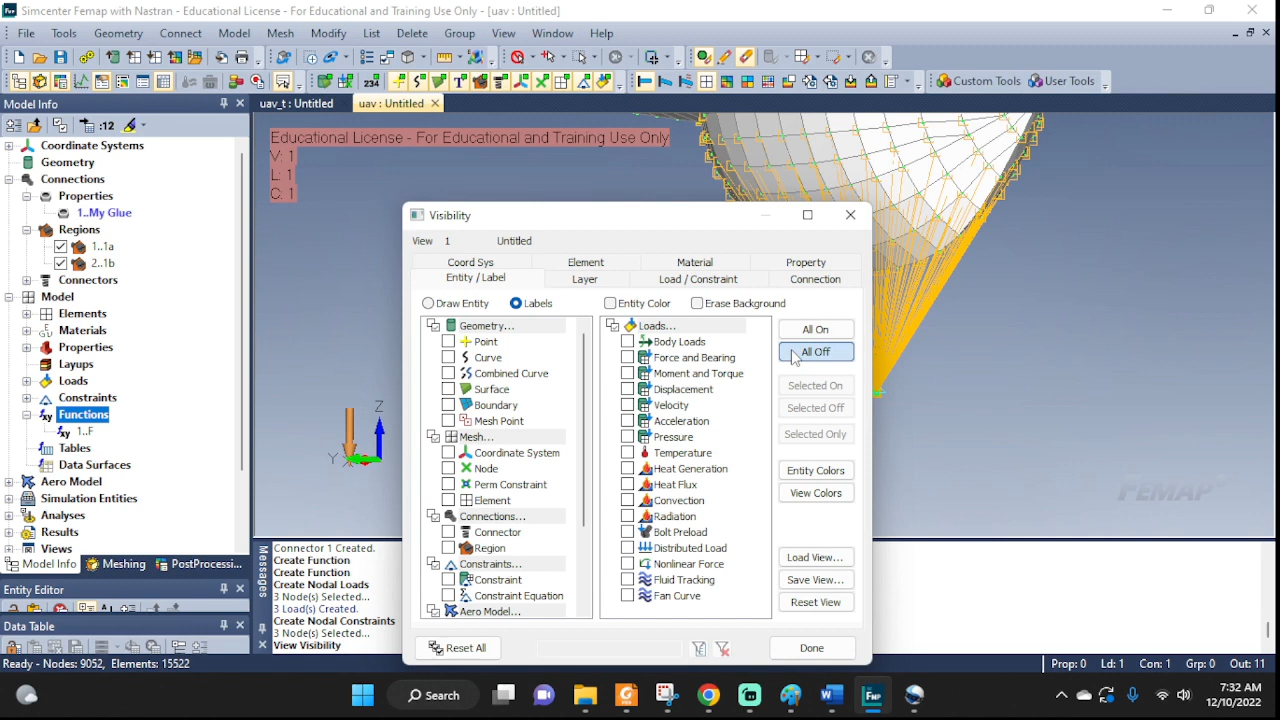 Simcenter Femap with Nastran - Educational License - For Educational and Training Use Only - [uav : Untitled]
File Tools Geometry Connect Model Mesh Modify List Delete Group View Window Help
234
Custom Tools User Tools
Model Info
uav_t : Untitled uav : Untitled
:12
Educational License - For Educational and Training Use Only
V: 1
L: 1
C: 1
Coordinate Systems
Geometry
Connections
Properties
1..My Glue
Regions
1..1a
2..1b
Connectors
Model
Elements
Materials
Properties
Layups
Loads
Constraints
Functions
1..F
Tables
Data Surfaces
Aero Model
Simulation Entities
Analyses
Results
Views
Model Info Meshing PostProcessi...
Entity Editor
Data Table
Z
Y
X
Visibility
View 1 Untitled
Coord Sys Element Material Property
Entity / Label Layer Load / Constraint Connection
Draw Entity Labels Entity Color Erase Background
Geometry...
Point
Curve
Combined Curve
Surface
Boundary
Mesh Point
Mesh...
Coordinate System
Node
Perm Constraint
Element
Connections...
Connector
Region
Constraints...
Constraint
Constraint Equation
Aero Model...
Loads...
Body Loads
Force and Bearing
Moment and Torque
Displacement
Velocity
Acceleration
Pressure
Temperature
Heat Generation
Heat Flux
Convection
Radiation
Bolt Preload
Distributed Load
Nonlinear Force
Fluid Tracking
Fan Curve
All On
All Off
Selected On
Selected Off
Selected Only
Entity Colors
View Colors
Load View...
Save View...
Reset View
Reset All
Done
FEMAP
Messages
Connector 1 Created.
Create Function
Create Function
Create Nodal Loads
3 Node(s) Selected...
3 Load(s) Created.
Create Nodal Constraints
3 Node(s) Selected...
View Visibility
Ready - Nodes: 9052, Elements: 15522
Prop: 0 Ld: 1 Con: 1 Grp: 0 Out: 11
Search
FMP
7:32 AM
12/10/2022